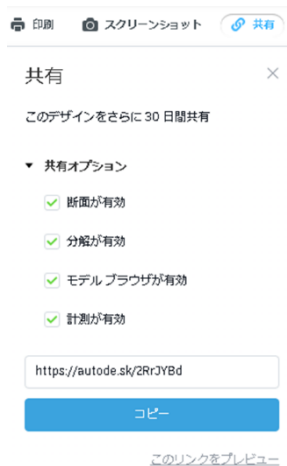 印刷 スクリーンショット 共有
共有
このデザインをさらに 30 日間共有
共有オプション
断面が有効
分解が有効
モデル ブラウザが有効
計測が有効
https://autode.sk/2RrJYBd
コピー
このリンクをプレビュー